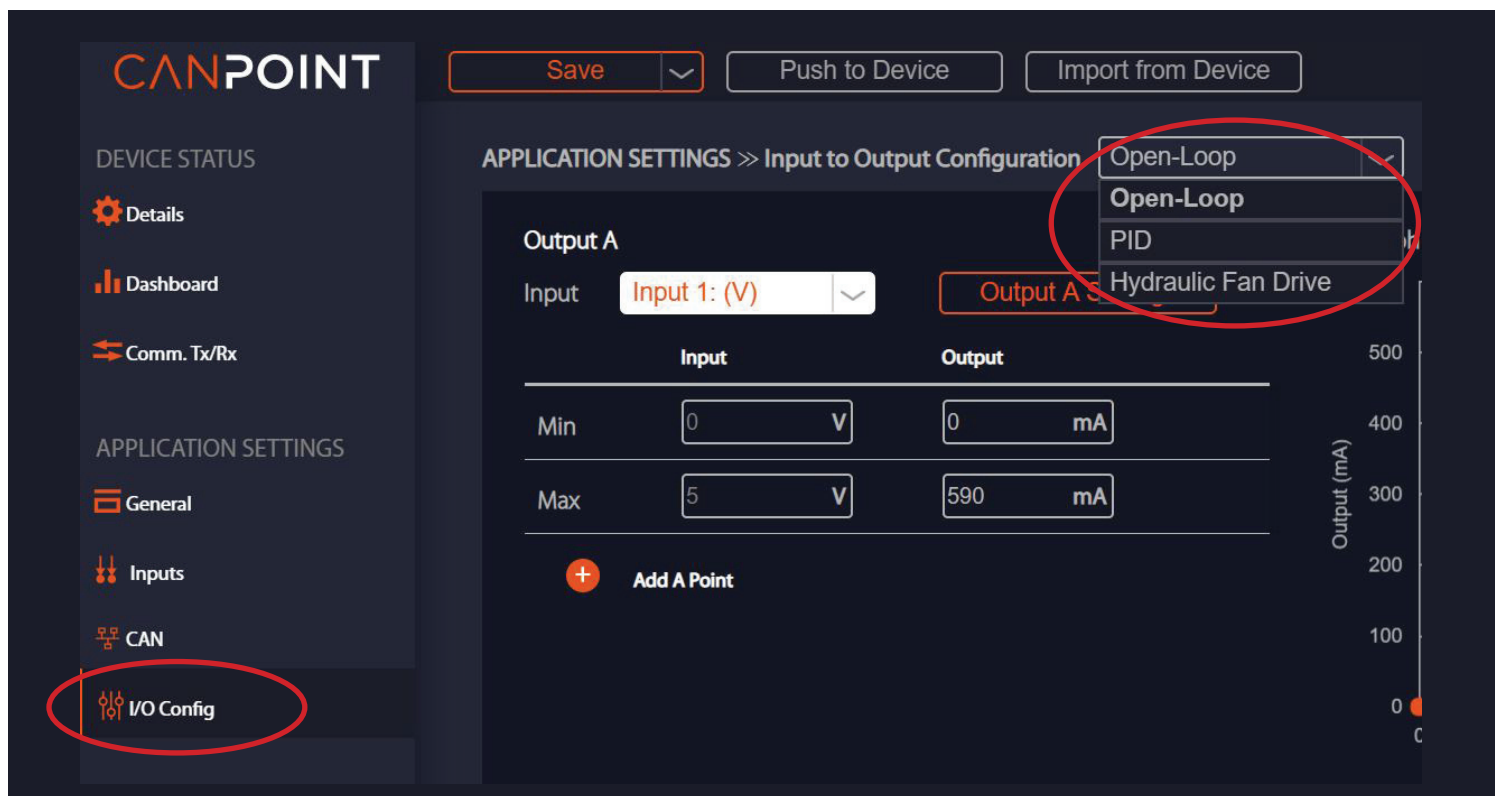 CANPOINT
Save
Push to Device
Import from Device
DEVICE STATUS
Details
Dashboard
Comm. Tx/Rx
APPLICATION SETTINGS
General
Inputs
CAN
I/O Config
APPLICATION SETTINGS >> Input to Output Configuration
Open-Loop
Open-Loop
PID
Hydraulic Fan Drive
Output A
Input
Input 1: (V)
Output A S
Input Output
Min 0 V 0 mA
Max 5 V 590 mA
+ Add A Point
Output (mA)
500
400
300
200
100
0